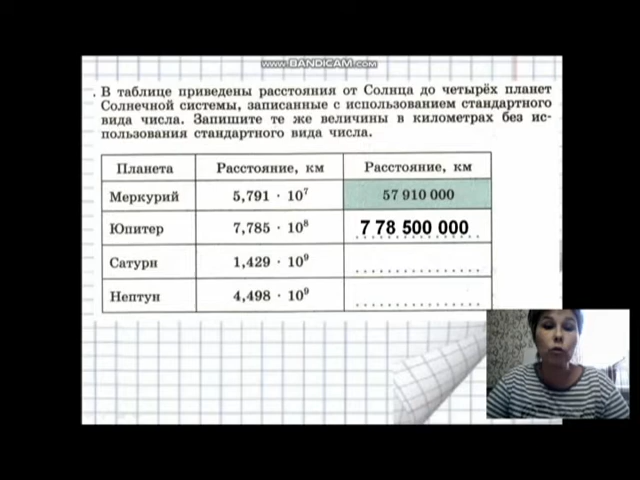 www.BANDICAM.com
. В таблице приведены расстояния от Солнца до четырёх планет
Солнечной системы, записанные с использованием стандартного
вида числа. Запишите те же величины в километрах без ис-
пользования стандартного вида числа.
Планета Расстояние, км Расстояние, км
Меркурий 5,791 · 10⁷ 57 910 000
Юпитер 7,785 · 10⁸ 7 78 500 000
Сатурн 1,429 · 10⁹
Нептун 4,498 · 10⁹